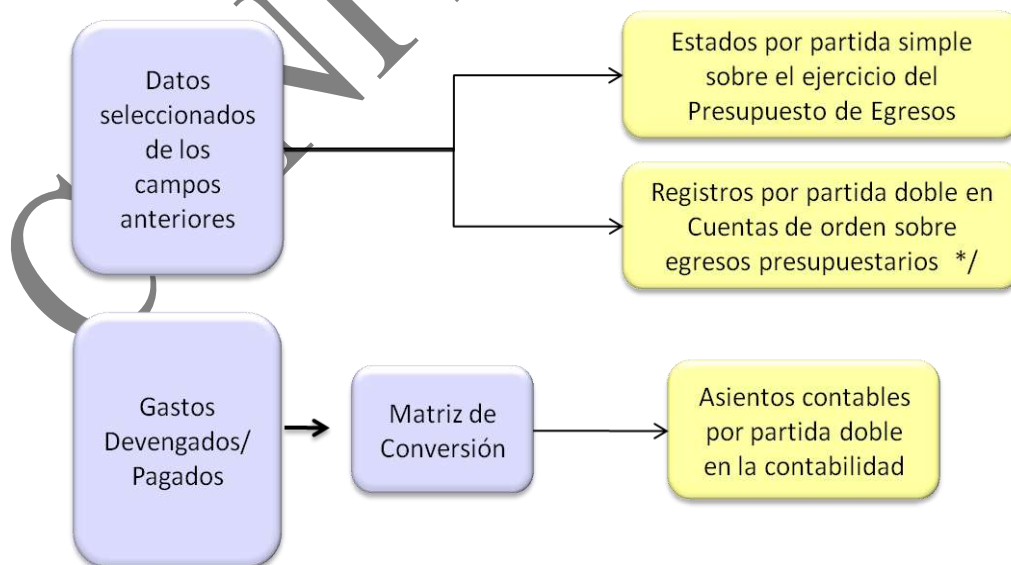 Datos
seleccionados
de los
campos
anteriores
Estados por partida simple
sobre el ejercicio del
Presupuesto de Egresos
Registros por partida doble en
Cuentas de orden sobre
egresos presupuestarios */
Gastos
Devengados/
Pagados
Matriz de
Conversión
Asientos contables
por partida doble
en la contabilidad